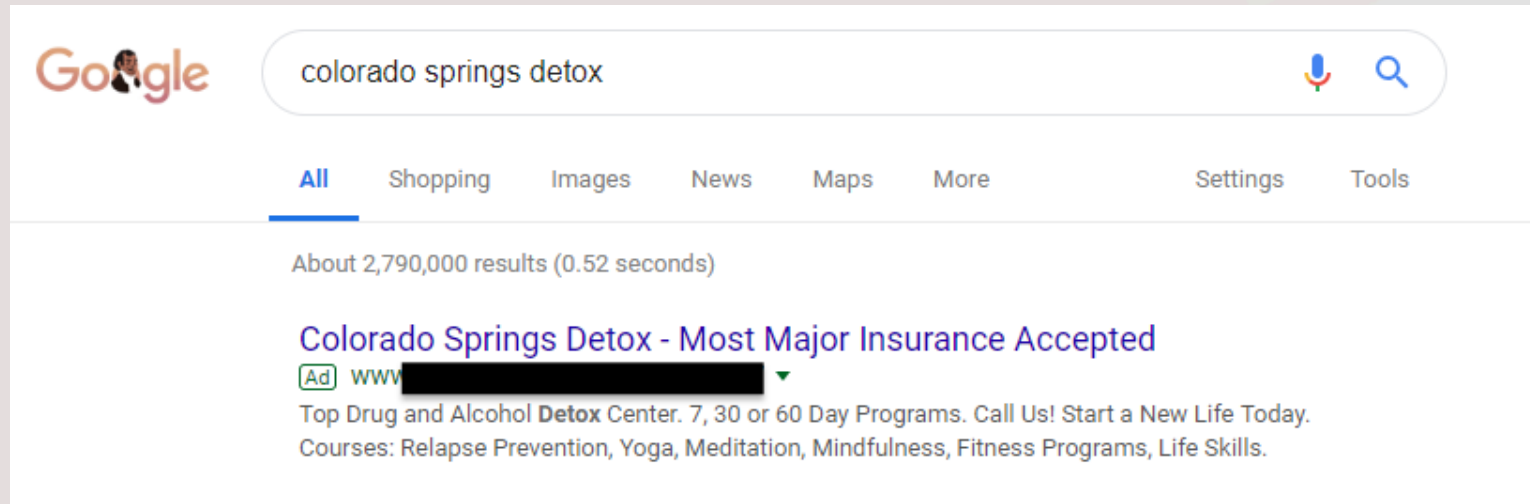 Google
colorado springs detox
All Shopping Images News Maps More Settings Tools
About 2,790,000 results (0.52 seconds)
Colorado Springs Detox - Most Major Insurance Accepted
Ad www
Top Drug and Alcohol Detox Center. 7, 30 or 60 Day Programs. Call Us! Start a New Life Today.
Courses: Relapse Prevention, Yoga, Meditation, Mindfulness, Fitness Programs, Life Skills.